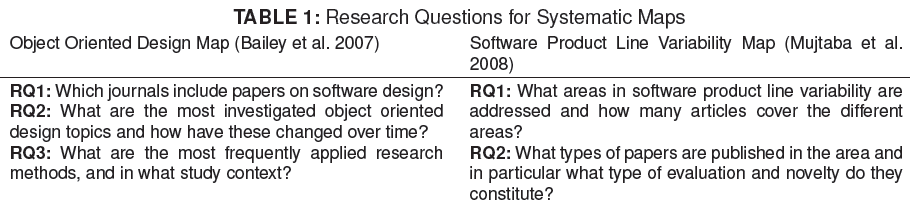 TABLE 1: Research Questions for Systematic Maps
Object Oriented Design Map (Bailey et al. 2007)
RQ1: Which journals include papers on software design?
RQ2: What are the most investigated object oriented
design topics and how have these changed over time?
RQ3: What are the most frequently applied research
methods, and in what study context?
Software Product Line Variability Map (Mujtaba et al.
2008)
RQ1: What areas in software product line variability are
addressed and how many articles cover the different
areas?
RQ2: What types of papers are published in the area and
in particular what type of evaluation and novelty do they
constitute?